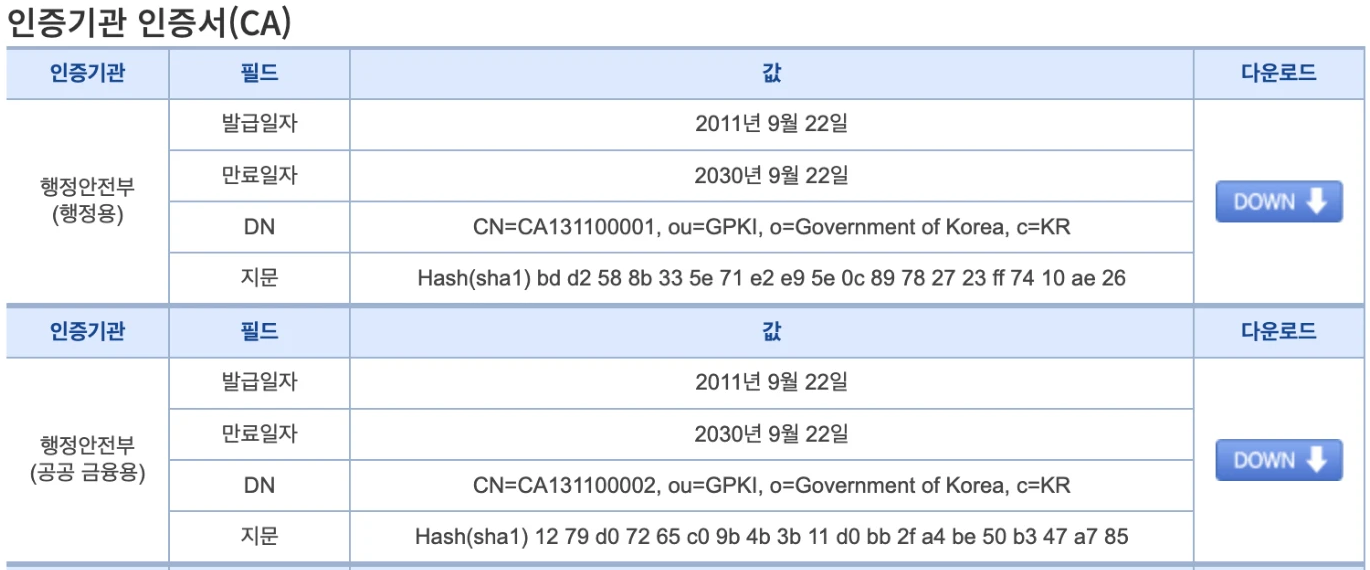 인증기관 인증서(CA)
인증기관 필드 값 다운로드
행정안전부
(행정용)
발급일자 2011년 9월 22일
만료일자 2030년 9월 22일
DN CN=CA131100001, ou=GPKI, o=Government of Korea, c=KR
지문 Hash(sha1) bd d2 58 8b 33 5e 71 e2 e9 5e 0c 89 78 27 23 ff 74 10 ae 26
DOWN
인증기관 필드 값 다운로드
행정안전부
(공공 금융용)
발급일자 2011년 9월 22일
만료일자 2030년 9월 22일
DN CN=CA131100002, ou=GPKI, o=Government of Korea, c=KR
지문 Hash(sha1) 12 79 d0 72 65 c0 9b 4b 3b 11 d0 bb 2f a4 be 50 b3 47 a7 85
DOWN